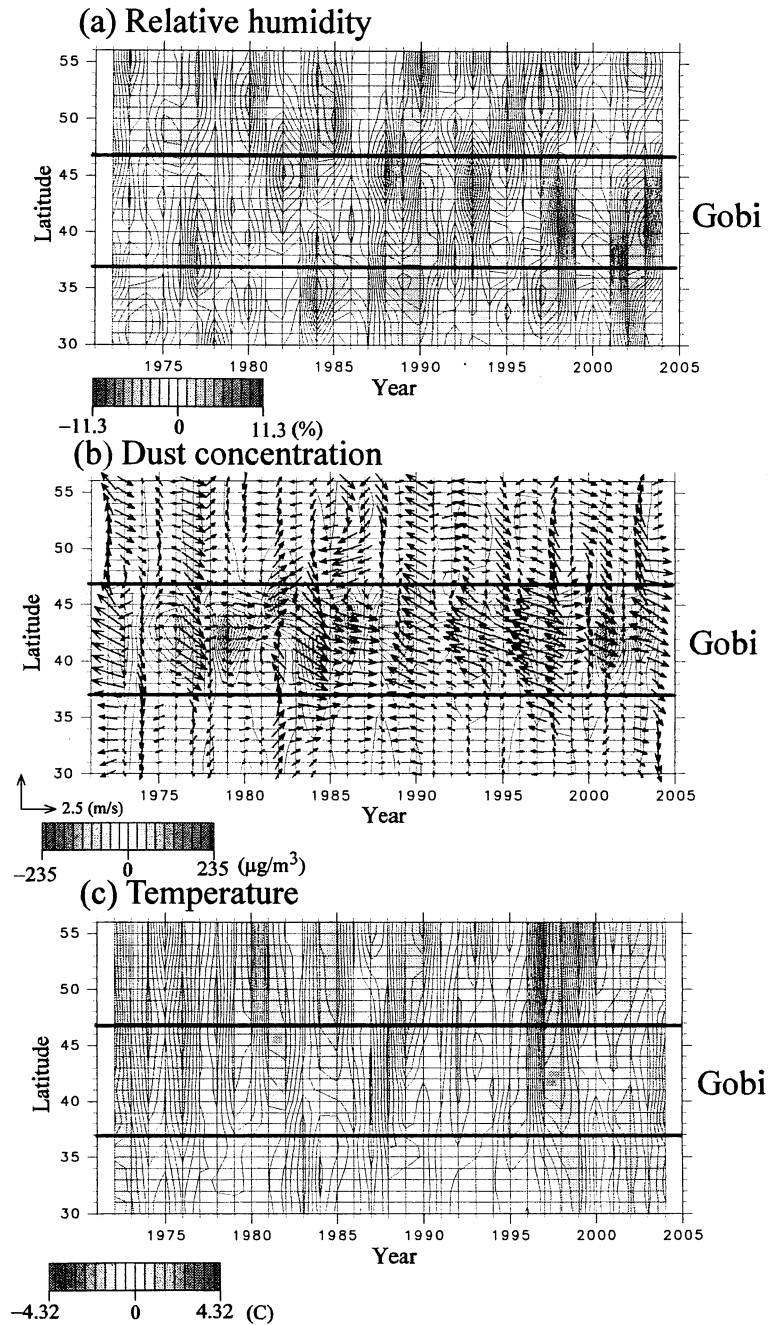 (a) Relative humidity
55
50
45
40
35
30
Latitude
Gobi
1975 1980 1985 1990 1995 2000 2005
Year
−11.3 0 11.3 (%)
(b) Dust concentration
55
50
45
40
35
30
Latitude
Gobi
1975 1980 1985 1990 1995 2000 2005
Year
2.5 (m/s)
−235 0 235 (μg/m³)
(c) Temperature
55
50
45
40
35
30
Latitude
Gobi
1975 1980 1985 1990 1995 2000 2005
Year
−4.32 0 4.32 (C)